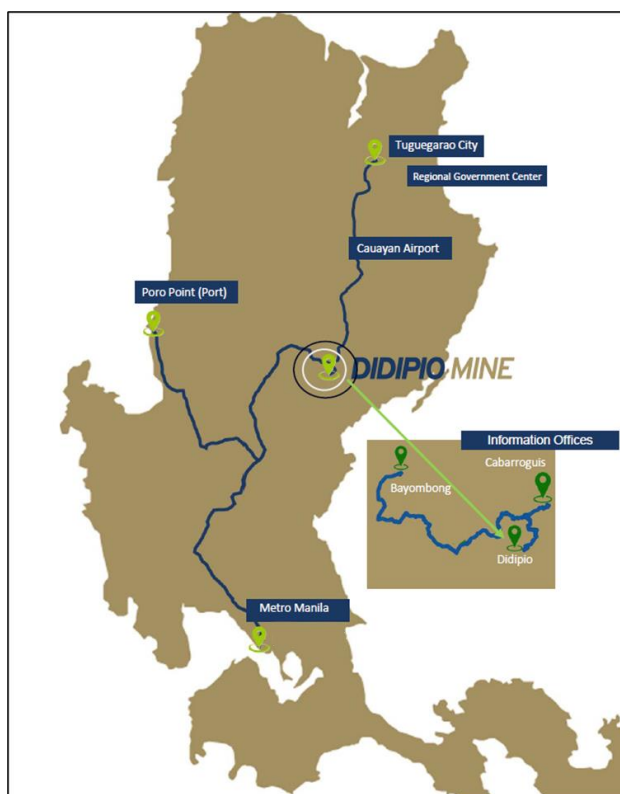 Tuguegarao City
Regional Government Center
Cauayan Airport
Poro Point (Port)
DIDIPIO MINE
Information Offices
Cabarroguis
Bayombong
Didipio
Metro Manila